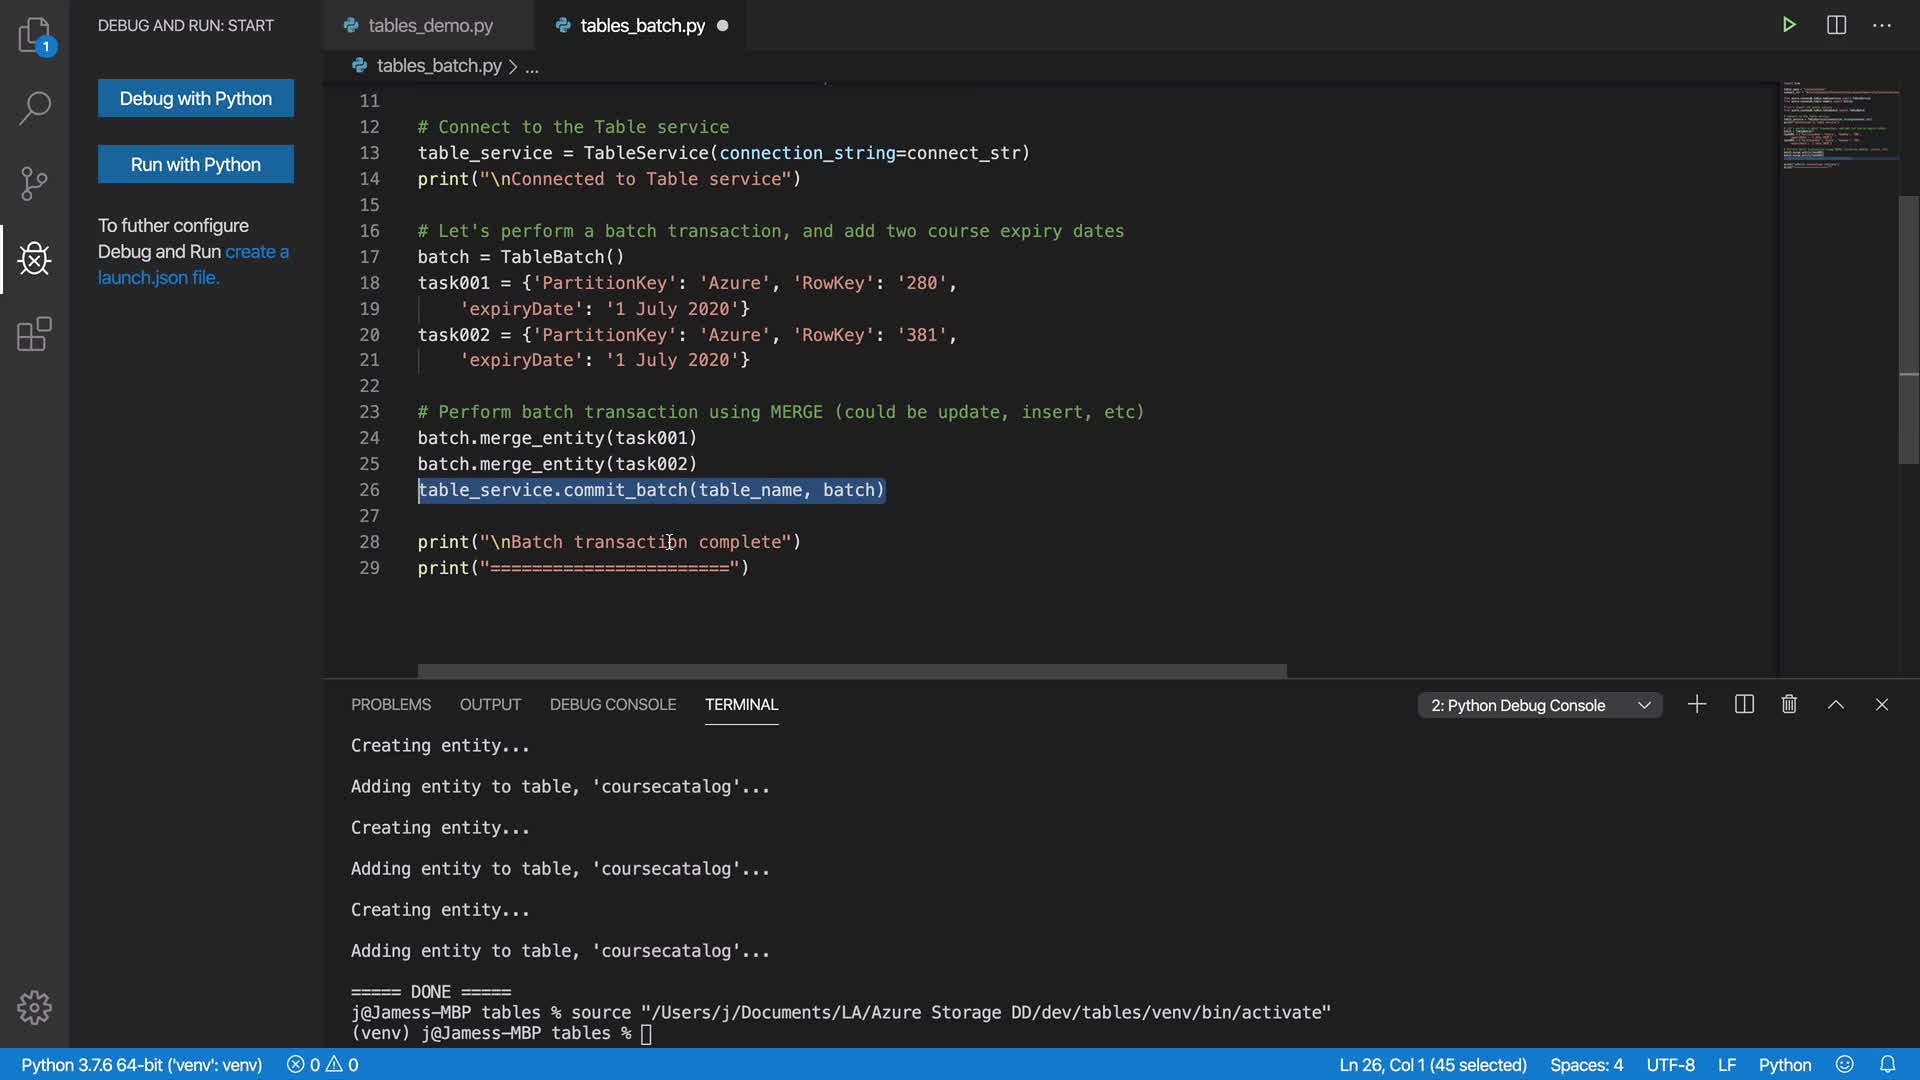 1
DEBUG AND RUN: START
Debug with Python
Run with Python
To futher configure
Debug and Run create a
launch.json file.
tables_demo.py
tables_batch.py
tables_batch.py > ...
11
12 # Connect to the Table service
13 table_service = TableService(connection_string=connect_str)
14 print("\nConnected to Table service")
15
16 # Let's perform a batch transaction, and add two course expiry dates
17 batch = TableBatch()
18 task001 = {'PartitionKey': 'Azure', 'RowKey': '280',
19 'expiryDate': '1 July 2020'}
20 task002 = {'PartitionKey': 'Azure', 'RowKey': '381',
21 'expiryDate': '1 July 2020'}
22
23 # Perform batch transaction using MERGE (could be update, insert, etc)
24 batch.merge_entity(task001)
25 batch.merge_entity(task002)
26 table_service.commit_batch(table_name, batch)
27
28 print("\nBatch transaction complete")
29 print("=======================")
PROBLEMS OUTPUT DEBUG CONSOLE TERMINAL
2: Python Debug Console
Creating entity...
Adding entity to table, 'coursecatalog'...
Creating entity...
Adding entity to table, 'coursecatalog'...
Creating entity...
Adding entity to table, 'coursecatalog'...
===== DONE =====
j@Jamess-MBP tables % source "/Users/j/Documents/LA/Azure Storage DD/dev/tables/venv/bin/activate"
(venv) j@Jamess-MBP tables %
Python 3.7.6 64-bit ('venv': venv) 0 0 Ln 26, Col 1 (45 selected) Spaces: 4 UTF-8 LF Python